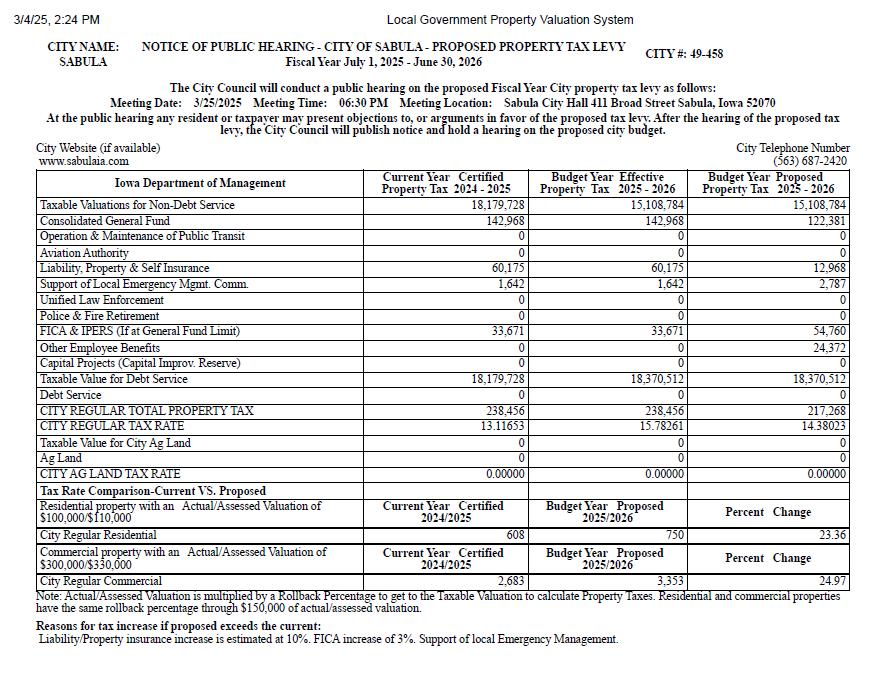 3/4/25, 2:24 PM Local Government Property Valuation System
CITY NAME: NOTICE OF PUBLIC HEARING - CITY OF SABULA - PROPOSED PROPERTY TAX LEVY CITY #: 49-458
SABULA Fiscal Year July 1, 2025 - June 30, 2026
The City Council will conduct a public hearing on the proposed Fiscal Year City property tax levy as follows:
Meeting Date: 3/25/2025 Meeting Time: 06:30 PM Meeting Location: Sabula City Hall 411 Broad Street Sabula, Iowa 52070
At the public hearing any resident or taxpayer may present objections to, or arguments in favor of the proposed tax levy. After the hearing of the proposed tax
levy, the City Council will publish notice and hold a hearing on the proposed city budget.
City Website (if available) City Telephone Number
www.sabulaia.com (563) 687-2420
Iowa Department of Management Current Year Certified Property Tax 2024 - 2025 Budget Year Effective Property Tax 2025 - 2026 Budget Year Proposed Property Tax 2025 - 2026
Taxable Valuations for Non-Debt Service 18,179,728 15,108,784 15,108,784
Consolidated General Fund 142,968 142,968 122,381
Operation & Maintenance of Public Transit 0 0 0
Aviation Authority 0 0 0
Liability, Property & Self Insurance 60,175 60,175 12,968
Support of Local Emergency Mgmt. Comm. 1,642 1,642 2,787
Unified Law Enforcement 0 0 0
Police & Fire Retirement 0 0 0
FICA & IPERS (If at General Fund Limit) 33,671 33,671 54,760
Other Employee Benefits 0 0 24,372
Capital Projects (Capital Improv. Reserve) 0 0 0
Taxable Value for Debt Service 18,179,728 18,370,512 18,370,512
Debt Service 0 0 0
CITY REGULAR TOTAL PROPERTY TAX 238,456 238,456 217,268
CITY REGULAR TAX RATE 13.11653 15.78261 14.38023
Taxable Value for City Ag Land 0 0 0
Ag Land 0 0 0
CITY AG LAND TAX RATE 0.00000 0.00000 0.00000
Tax Rate Comparison-Current VS. Proposed
Residential property with an Actual/Assessed Valuation of $100,000/$110,000 Current Year Certified 2024/2025 Budget Year Proposed 2025/2026 Percent Change
City Regular Residential 608 750 23.36
Commercial property with an Actual/Assessed Valuation of $300,000/$330,000 Current Year Certified 2024/2025 Budget Year Proposed 2025/2026 Percent Change
City Regular Commercial 2,683 3,353 24.97
Note: Actual/Assessed Valuation is multiplied by a Rollback Percentage to get to the Taxable Valuation to calculate Property Taxes. Residential and commercial properties
have the same rollback percentage through $150,000 of actual/assessed valuation.
Reasons for tax increase if proposed exceeds the current:
Liability/Property insurance increase is estimated at 10%. FICA increase of 3%. Support of local Emergency Management.